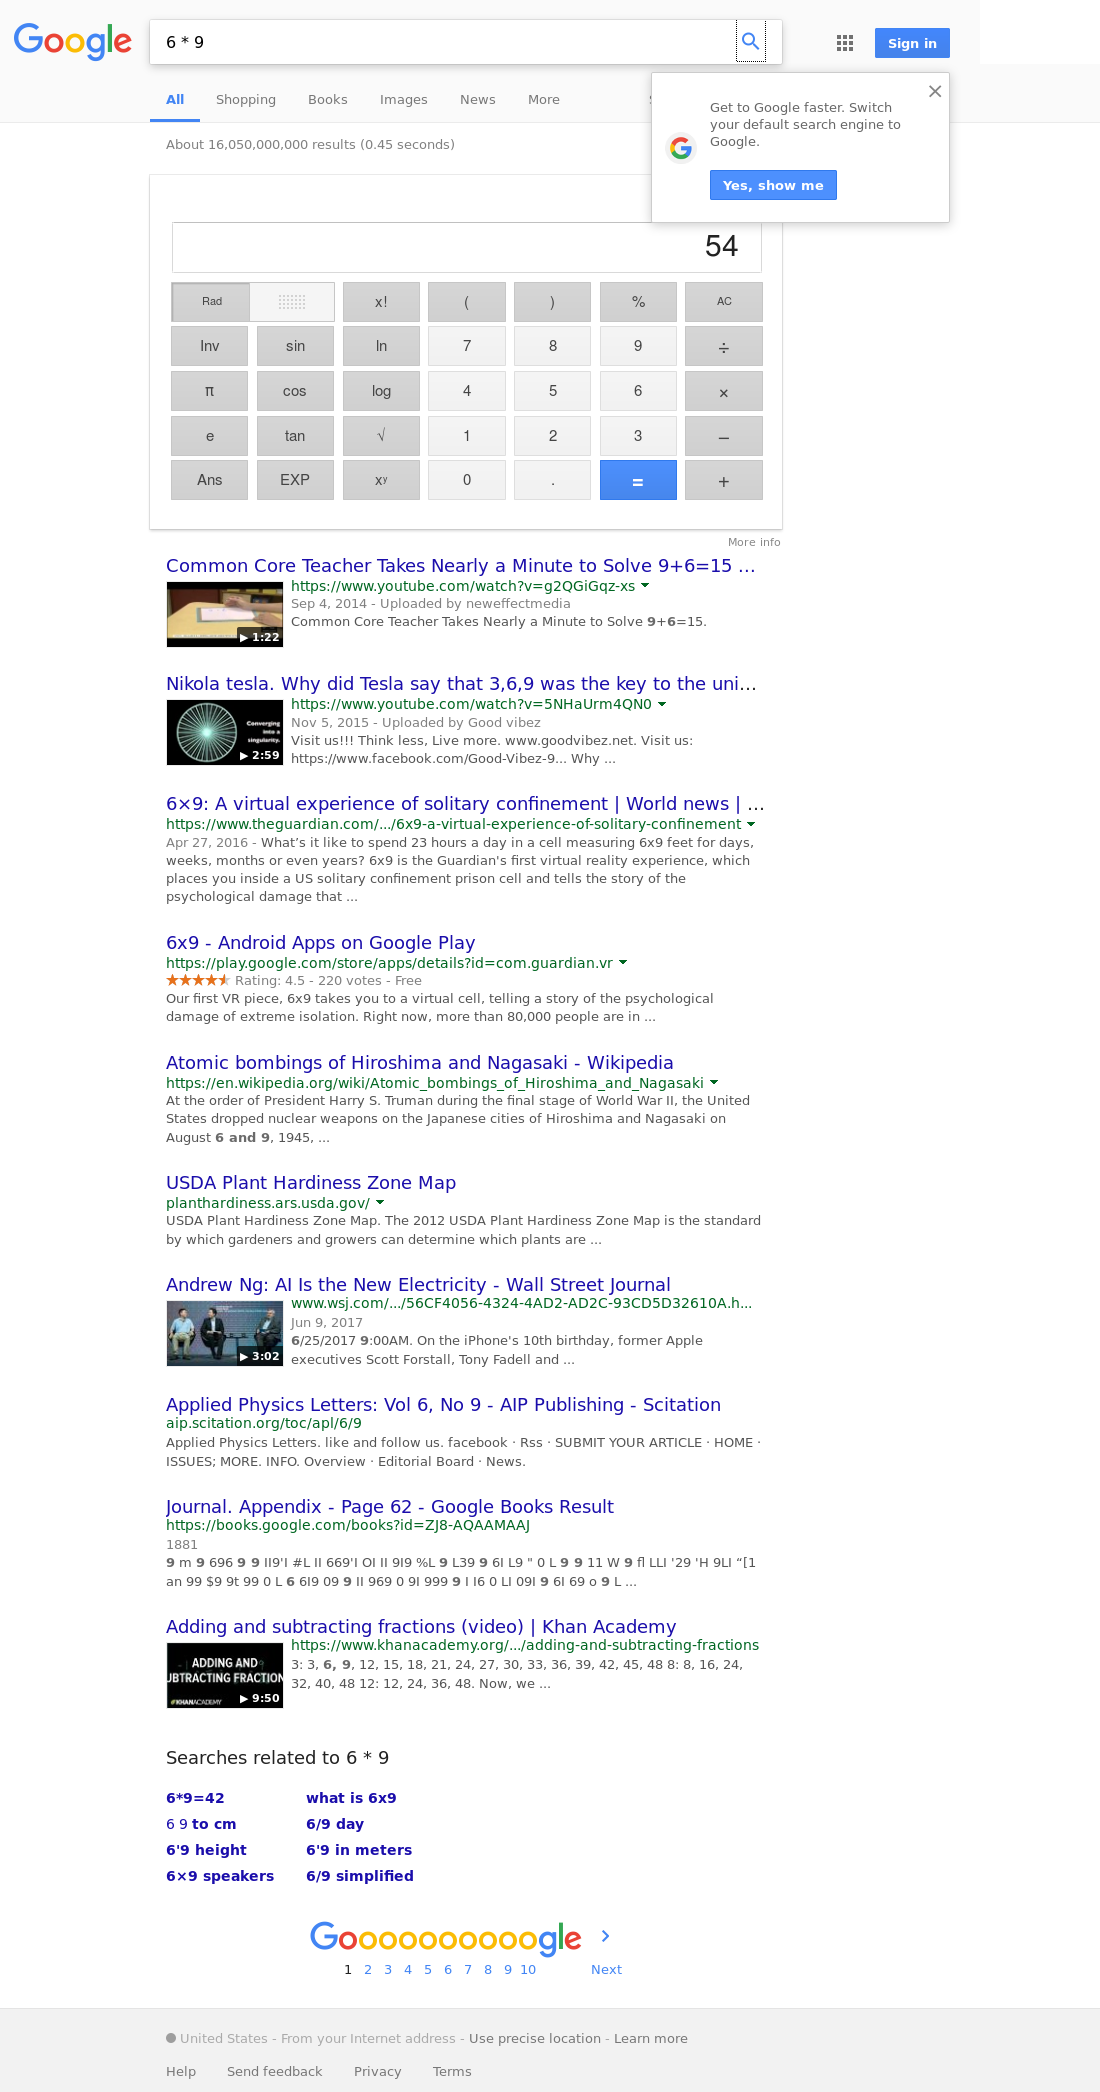 Google
6 * 9
Sign in
All Shopping Books Images News More
Get to Google faster. Switch
your default search engine to
Google.
Yes, show me
About 16,050,000,000 results (0.45 seconds)
54
Rad x! ( ) % AC
Inv sin ln 7 8 9 ÷
π cos log 4 5 6 ×
e tan √ 1 2 3 −
Ans EXP xy 0 . = +
More info
Common Core Teacher Takes Nearly a Minute to Solve 9+6=15 ...
https://www.youtube.com/watch?v=g2QGiGqz-xs
Sep 4, 2014 - Uploaded by neweffectmedia
Common Core Teacher Takes Nearly a Minute to Solve 9+6=15.
▶ 1:22
Nikola tesla. Why did Tesla say that 3,6,9 was the key to the uni...
https://www.youtube.com/watch?v=5NHaUrm4QN0
Nov 5, 2015 - Uploaded by Good vibez
Visit us!!! Think less, Live more. www.goodvibez.net. Visit us:
https://www.facebook.com/Good-Vibez-9... Why ...
Converging
into a
singularity.
▶ 2:59
6×9: A virtual experience of solitary confinement | World news | ...
https://www.theguardian.com/.../6x9-a-virtual-experience-of-solitary-confinement
Apr 27, 2016 - What’s it like to spend 23 hours a day in a cell measuring 6x9 feet for days,
weeks, months or even years? 6x9 is the Guardian's first virtual reality experience, which
places you inside a US solitary confinement prison cell and tells the story of the
psychological damage that ...
6x9 - Android Apps on Google Play
https://play.google.com/store/apps/details?id=com.guardian.vr
Rating: 4.5 - 220 votes - Free
Our first VR piece, 6x9 takes you to a virtual cell, telling a story of the psychological
damage of extreme isolation. Right now, more than 80,000 people are in ...
Atomic bombings of Hiroshima and Nagasaki - Wikipedia
https://en.wikipedia.org/wiki/Atomic_bombings_of_Hiroshima_and_Nagasaki
At the order of President Harry S. Truman during the final stage of World War II, the United
States dropped nuclear weapons on the Japanese cities of Hiroshima and Nagasaki on
August 6 and 9, 1945, ...
USDA Plant Hardiness Zone Map
planthardiness.ars.usda.gov/
USDA Plant Hardiness Zone Map. The 2012 USDA Plant Hardiness Zone Map is the standard
by which gardeners and growers can determine which plants are ...
Andrew Ng: AI Is the New Electricity - Wall Street Journal
www.wsj.com/.../56CF4056-4324-4AD2-AD2C-93CD5D32610A.h...
Jun 9, 2017
6/25/2017 9:00AM. On the iPhone's 10th birthday, former Apple
executives Scott Forstall, Tony Fadell and ...
▶ 3:02
Applied Physics Letters: Vol 6, No 9 - AIP Publishing - Scitation
aip.scitation.org/toc/apl/6/9
Applied Physics Letters. like and follow us. facebook · Rss · SUBMIT YOUR ARTICLE · HOME ·
ISSUES; MORE. INFO. Overview · Editorial Board · News.
Journal. Appendix - Page 62 - Google Books Result
https://books.google.com/books?id=ZJ8-AQAAMAAJ
1881
9 m 9 696 9 9 II9'I #L II 669'I OI II 9I9 %L 9 L39 9 6I L9 " 0 L 9 9 11 W 9 fl LLI '29 'H 9LI “[1
an 99 $9 9t 99 0 L 6 6I9 09 9 II 969 0 9I 999 9 I I6 0 LI 09I 9 6I 69 o 9 L ...
Adding and subtracting fractions (video) | Khan Academy
https://www.khanacademy.org/.../adding-and-subtracting-fractions
3: 3, 6, 9, 12, 15, 18, 21, 24, 27, 30, 33, 36, 39, 42, 45, 48 8: 8, 16, 24,
32, 40, 48 12: 12, 24, 36, 48. Now, we ...
ADDING AND
UBTRACTING FRACTION
KHANACADEMY
▶ 9:50
Searches related to 6 * 9
6*9=42 what is 6x9
6 9 to cm 6/9 day
6'9 height 6'9 in meters
6×9 speakers 6/9 simplified
Goooooooooogle
1 2 3 4 5 6 7 8 9 10 Next
United States - From your Internet address - Use precise location - Learn more
Help Send feedback Privacy Terms